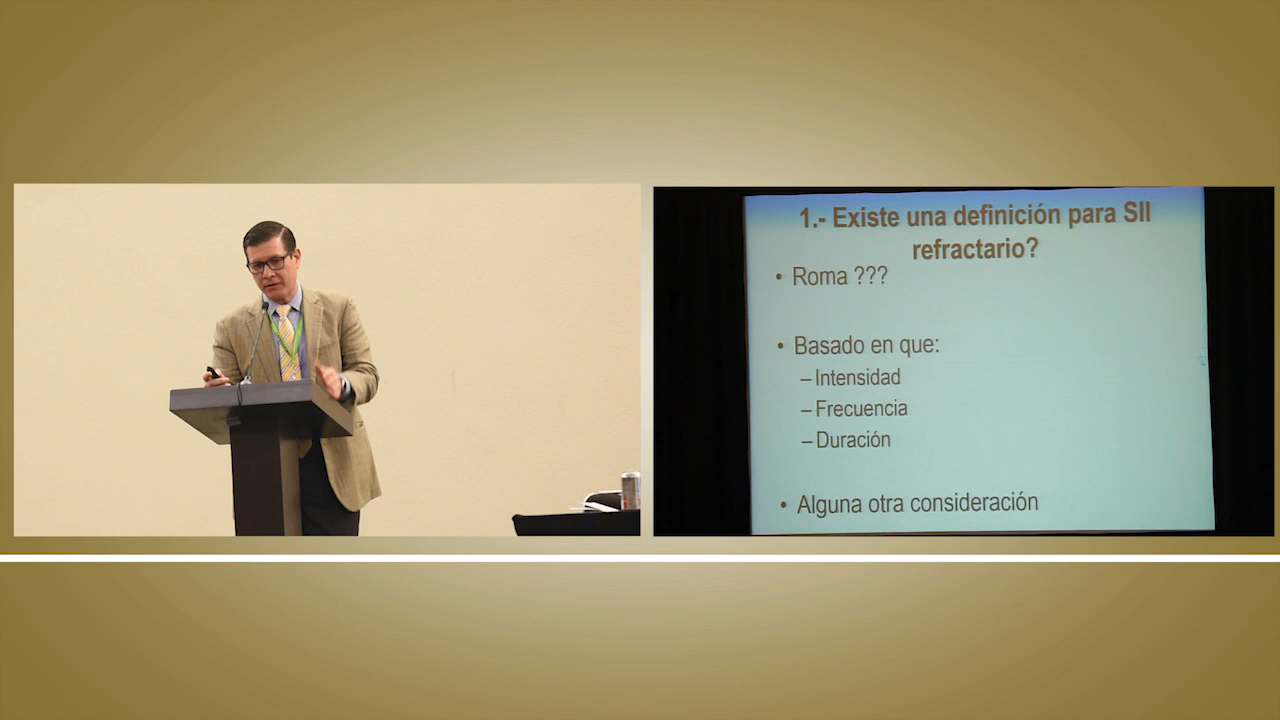 1.- Existe una definición para SII
refractario?
• Roma ???
• Basado en que:
– Intensidad
– Frecuencia
– Duración
• Alguna otra consideración